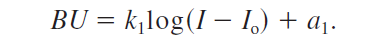 BU = k₁log(I − Iₒ) + a₁.